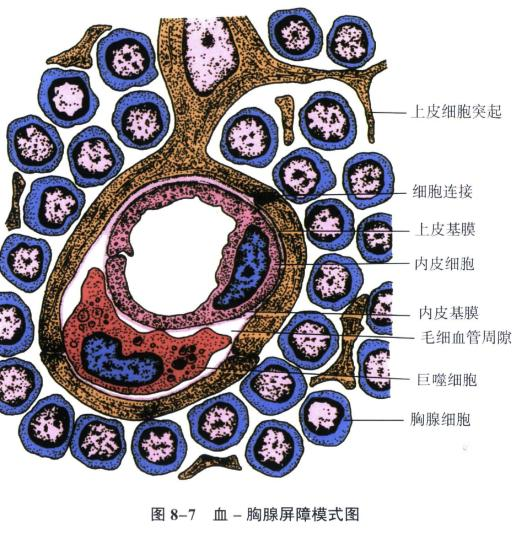 上皮细胞突起
细胞连接
上皮基膜
内皮细胞
内皮基膜
毛细血管周隙
巨噬细胞
胸腺细胞
图 8-7 血－胸腺屏障模式图